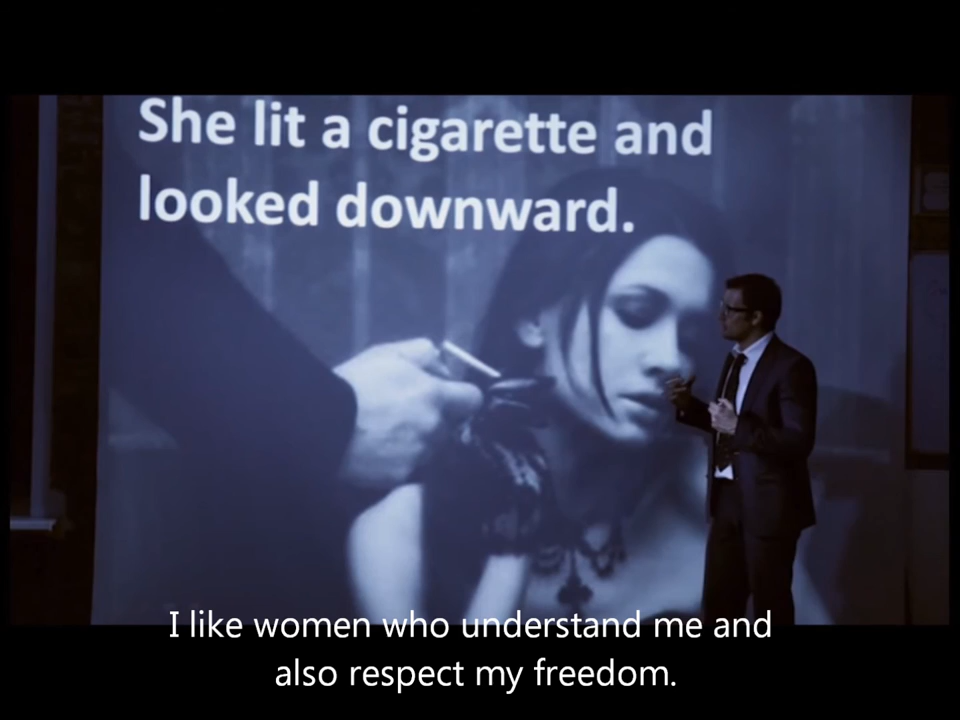 She lit a cigarette and
looked downward.
I like women who understand me and
also respect my freedom.